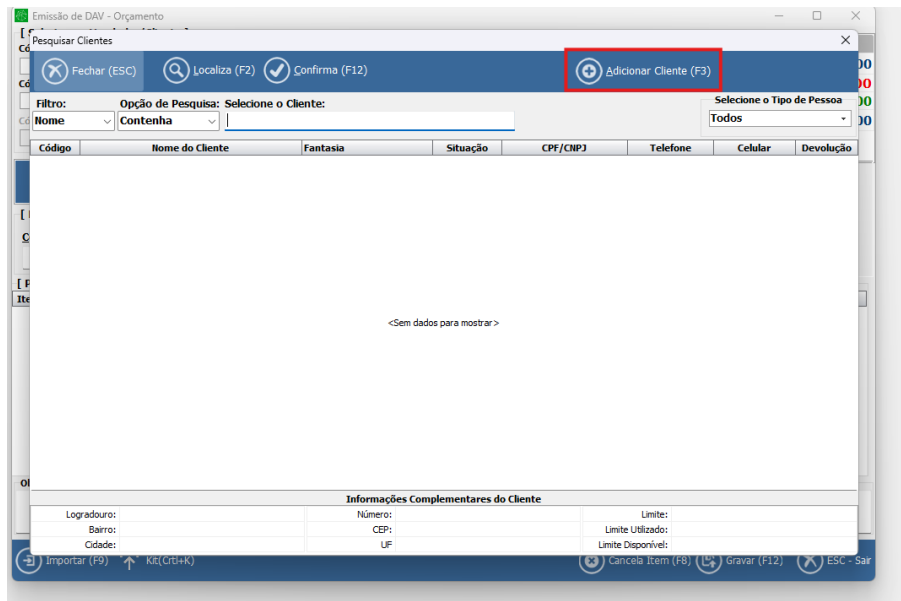 Emissão de DAV - Orçamento
Pesquisar Clientes
Fechar (ESC) Localiza (F2) Confirma (F12) Adicionar Cliente (F3)
Filtro: Opção de Pesquisa: Selecione o Cliente: Selecione o Tipo de Pessoa
Nome Contenha Todos
Código Nome do Cliente Fantasia Situação CPF/CNPJ Telefone Celular Devolução
<Sem dados para mostrar>
Informações Complementares do Cliente
Logradouro: Número: Limite:
Bairro: CEP: Limite Utilizado:
Cidade: UF Limite Disponível:
Importar (F9) Kit(Crtl+K) Cancela Item (F8) Gravar (F12) ESC - Sair